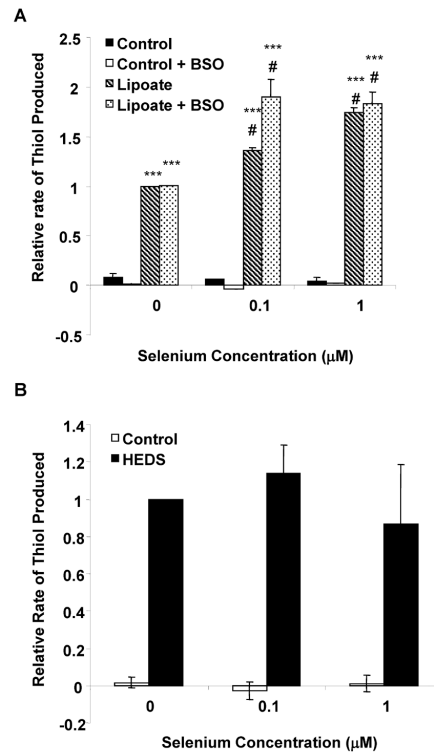 A
Relative rate of Thiol Produced
2.5
2
1.5
1
0.5
0
-0.5
Control
Control + BSO
Lipoate
Lipoate + BSO
*** ***
*** #
*** #
*** #
*** #
0 0.1 1
Selenium Concentration (μM)
B
Relative Rate of Thiol Produced
1.4
1.2
1
0.8
0.6
0.4
0.2
0
-0.2
Control
HEDS
0 0.1 1
Selenium Concentration (μM)